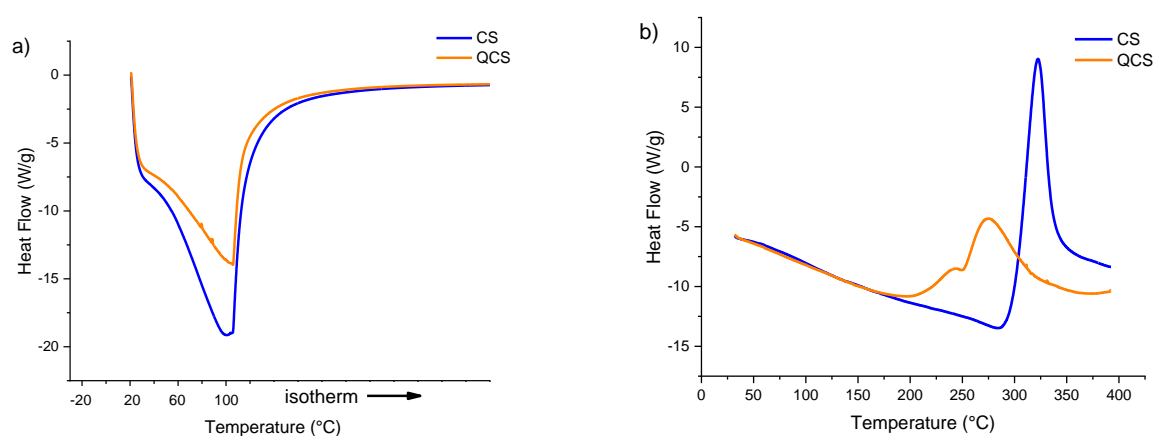 a)
CS
QCS
0
-5
-10
-15
-20
Heat Flow (W/g)
-20
20
60
100
isotherm
Temperature (°C)
b)
CS
QCS
10
5
0
-5
-10
-15
Heat Flow (W/g)
0
50
100
150
200
250
300
350
400
Temperature (°C)